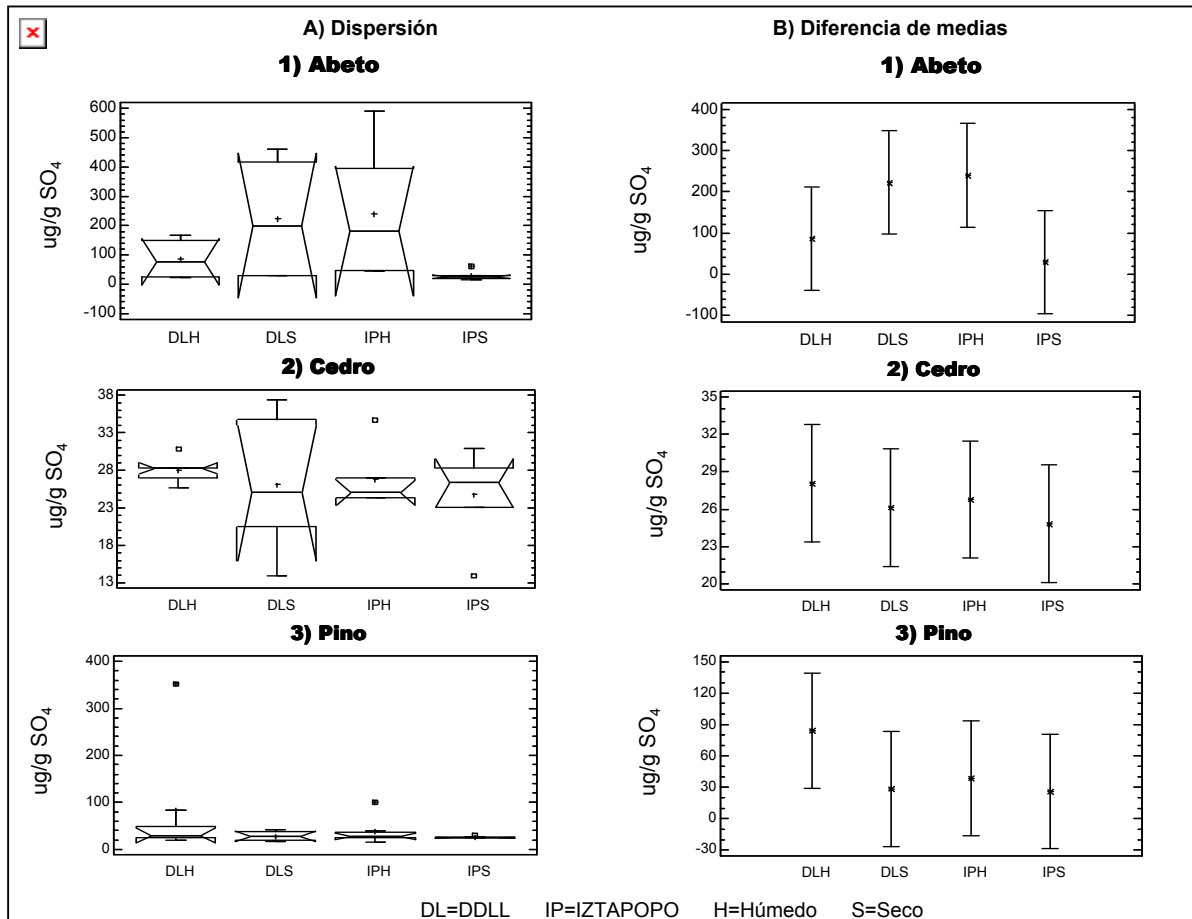 A) Dispersión
B) Diferencia de medias
1) Abeto
1) Abeto
ug/g SO4
600
500
400
300
200
100
0
-100
DLH DLS IPH IPS
ug/g SO4
400
300
200
100
0
-100
DLH DLS IPH IPS
2) Cedro
2) Cedro
ug/g SO4
38
33
28
23
18
13
DLH DLS IPH IPS
ug/g SO4
35
32
29
26
23
20
DLH DLS IPH IPS
3) Pino
3) Pino
ug/g SO4
400
300
200
100
0
DLH DLS IPH IPS
ug/g SO4
150
120
90
60
30
0
-30
DLH DLS IPH IPS
DL=DDLL IP=IZTAPOPO H=Húmedo S=Seco